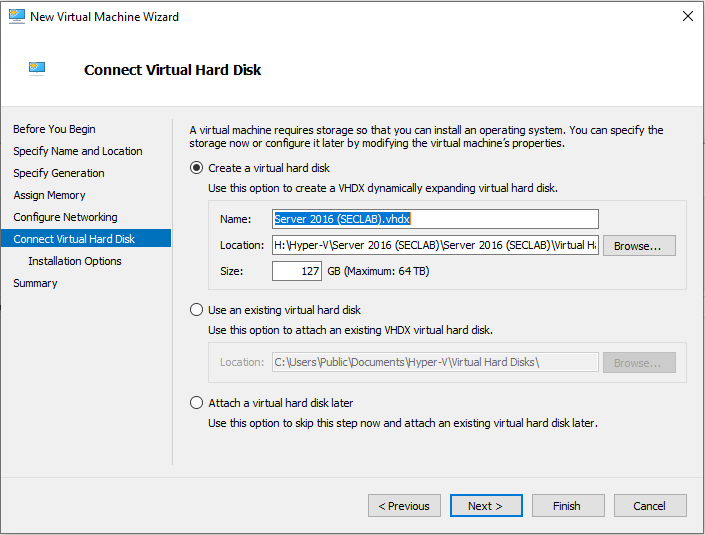 New Virtual Machine Wizard
Connect Virtual Hard Disk
Before You Begin
Specify Name and Location
Specify Generation
Assign Memory
Configure Networking
Connect Virtual Hard Disk
Installation Options
Summary
A virtual machine requires storage so that you can install an operating system. You can specify the
storage now or configure it later by modifying the virtual machine's properties.
Create a virtual hard disk
Use this option to create a VHDX dynamically expanding virtual hard disk.
Name: Server 2016 (SECLAB).vhdx
Location: H:\Hyper-V\Server 2016 (SECLAB)\Server 2016 (SECLAB)\Virtual Ha Browse...
Size: 127 GB (Maximum: 64 TB)
Use an existing virtual hard disk
Use this option to attach an existing VHDX virtual hard disk.
Location: C:\Users\Public\Documents\Hyper-V\Virtual Hard Disks\ Browse...
Attach a virtual hard disk later
Use this option to skip this step now and attach an existing virtual hard disk later.
< Previous Next > Finish Cancel